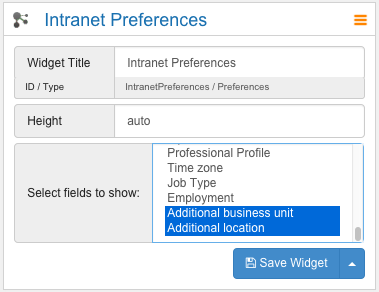 Intranet Preferences
Widget Title
Intranet Preferences
ID / Type
IntranetPreferences / Preferences
Height
auto
Select fields to show:
Professional Profile
Time zone
Job Type
Employment
Additional business unit
Additional location
Save Widget